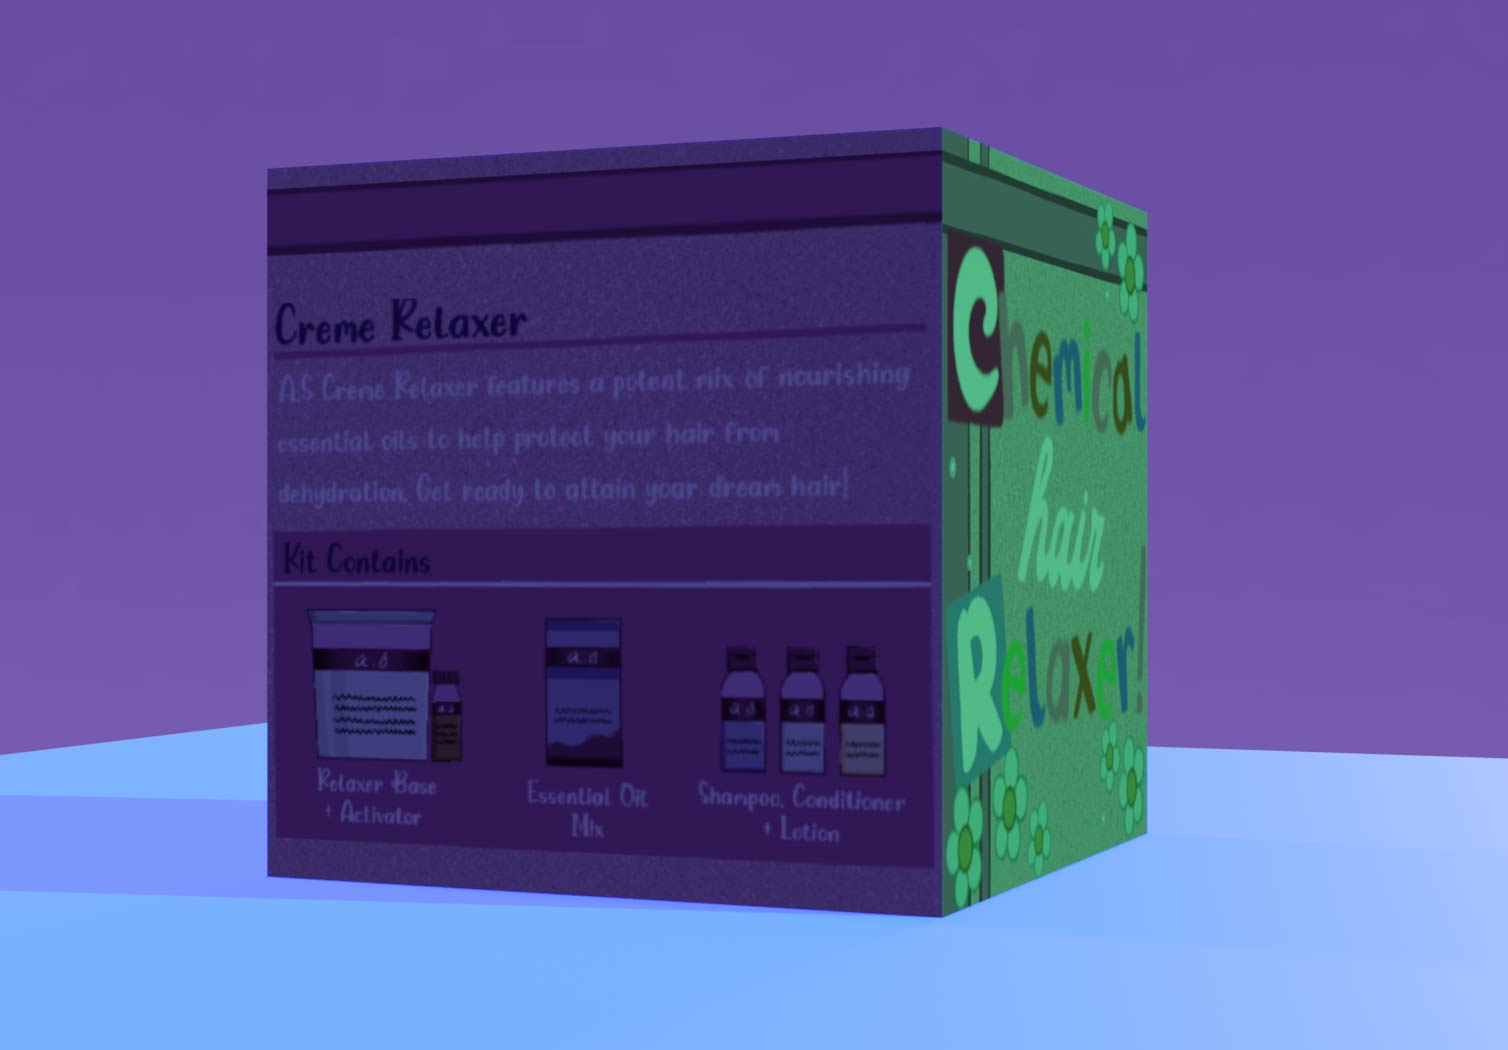 Creme Relaxer
A.S Creme Relaxer features a potent mix of nourishing
essential oils to help protect your hair from
dehydration. Get ready to attain your dream hair!
Kit Contains
a.s
a.s
a.s
a.s
a.s
a.s
Relaxer Base
+ Activator
Essential Oil
Mix
Shampoo, Conditioner
+ Lotion
Chemical
hair
Relaxer!